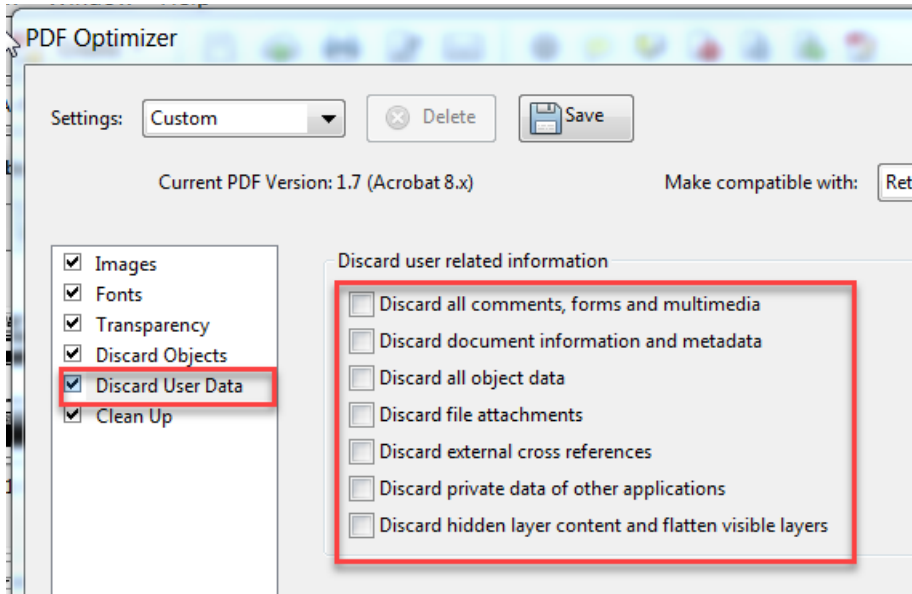 PDF Optimizer
Settings: Custom Delete Save
Current PDF Version: 1.7 (Acrobat 8.x) Make compatible with: Ret
Images
Fonts
Transparency
Discard Objects
Discard User Data
Clean Up
Discard user related information
Discard all comments, forms and multimedia
Discard document information and metadata
Discard all object data
Discard file attachments
Discard external cross references
Discard private data of other applications
Discard hidden layer content and flatten visible layers